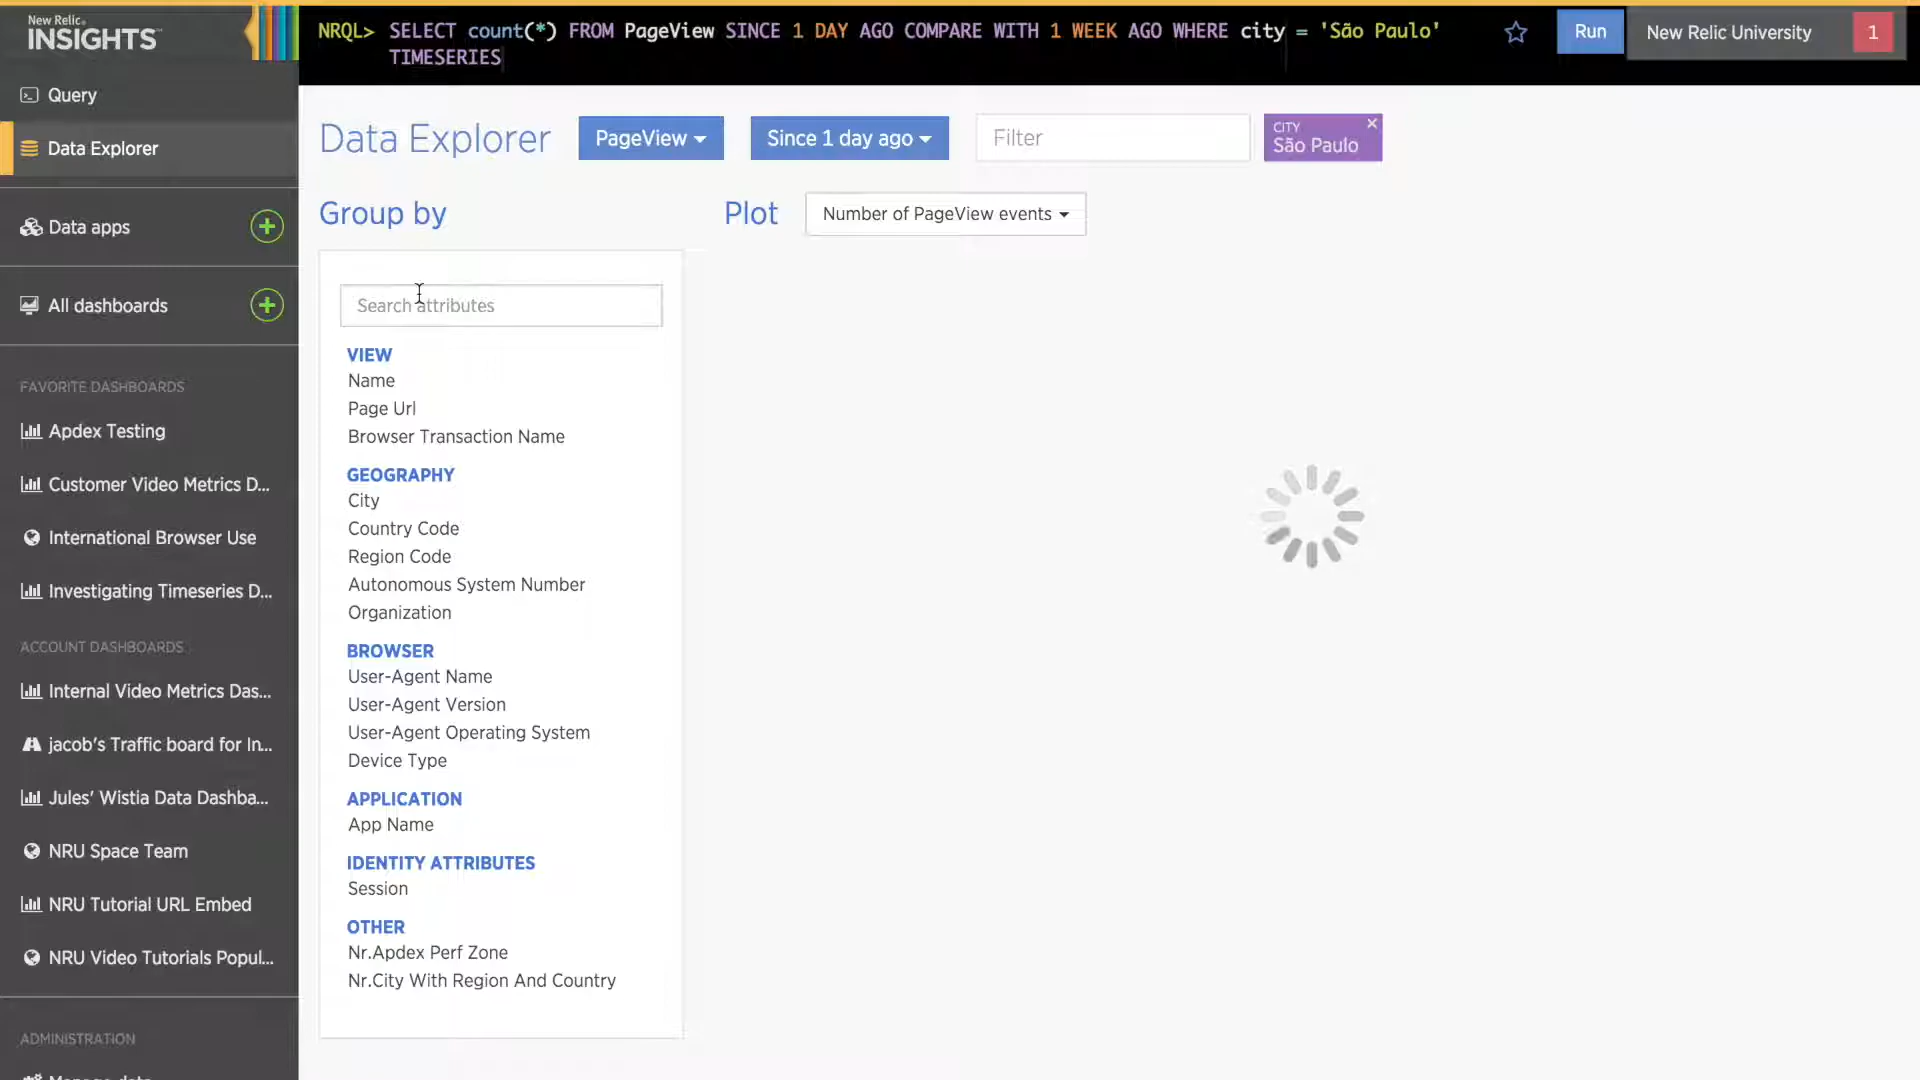 New Relic.
INSIGHTS
NRQL> SELECT count(*) FROM PageView SINCE 1 DAY AGO COMPARE WITH 1 WEEK AGO WHERE city = 'São Paulo'
TIMESERIES
Run
New Relic University
1
Query
Data Explorer
Data apps
All dashboards
FAVORITE DASHBOARDS
Apdex Testing
Customer Video Metrics D...
International Browser Use
Investigating Timeseries D...
ACCOUNT DASHBOARDS
Internal Video Metrics Das...
jacob's Traffic board for In...
Jules' Wistia Data Dashba...
NRU Space Team
NRU Tutorial URL Embed
NRU Video Tutorials Popul...
ADMINISTRATION
Manage data
Data Explorer
PageView
Since 1 day ago
Filter
CITY
São Paulo
Group by
Plot
Number of PageView events
Search attributes
VIEW
Name
Page Url
Browser Transaction Name
GEOGRAPHY
City
Country Code
Region Code
Autonomous System Number
Organization
BROWSER
User-Agent Name
User-Agent Version
User-Agent Operating System
Device Type
APPLICATION
App Name
IDENTITY ATTRIBUTES
Session
OTHER
Nr.Apdex Perf Zone
Nr.City With Region And Country